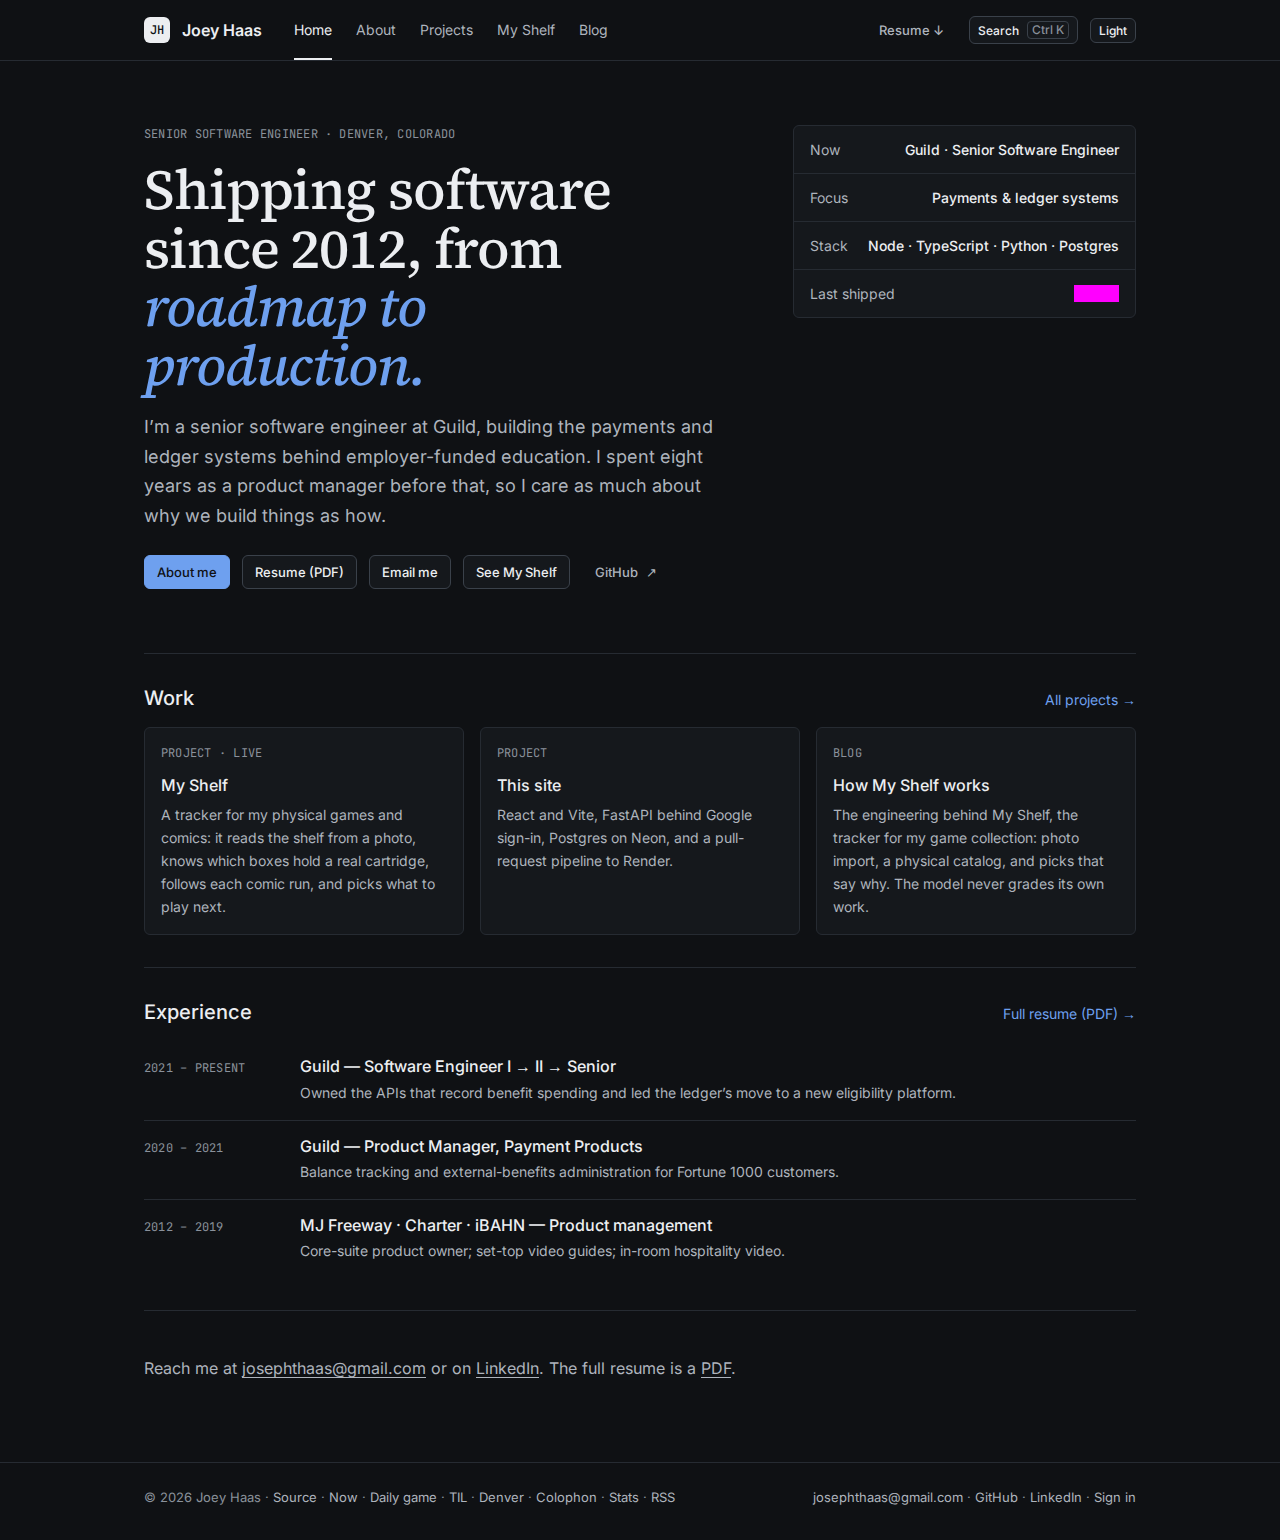 JH Joey Haas Home About Projects My Shelf Blog Resume ↓ Search Ctrl K Light
SENIOR SOFTWARE ENGINEER · DENVER, COLORADO
Shipping software
since 2012, from
roadmap to
production.
I’m a senior software engineer at Guild, building the payments and
ledger systems behind employer-funded education. I spent eight
years as a product manager before that, so I care as much about
why we build things as how.
About me Resume (PDF) Email me See My Shelf GitHub ↗
Now Guild · Senior Software Engineer
Focus Payments & ledger systems
Stack Node · TypeScript · Python · Postgres
Last shipped
Work All projects →
PROJECT · LIVE
My Shelf
A tracker for my physical games and
comics: it reads the shelf from a photo,
knows which boxes hold a real cartridge,
follows each comic run, and picks what to
play next.
PROJECT
This site
React and Vite, FastAPI behind Google
sign-in, Postgres on Neon, and a pull-
request pipeline to Render.
BLOG
How My Shelf works
The engineering behind My Shelf, the
tracker for my game collection: photo
import, a physical catalog, and picks that
say why. The model never grades its own
work.
Experience Full resume (PDF) →
2021 – PRESENT Guild — Software Engineer I → II → Senior
Owned the APIs that record benefit spending and led the ledger’s move to a new eligibility platform.
2020 – 2021 Guild — Product Manager, Payment Products
Balance tracking and external-benefits administration for Fortune 1000 customers.
2012 – 2019 MJ Freeway · Charter · iBAHN — Product management
Core-suite product owner; set-top video guides; in-room hospitality video.
Reach me at josephthaas@gmail.com or on LinkedIn. The full resume is a PDF.
© 2026 Joey Haas · Source · Now · Daily game · TIL · Denver · Colophon · Stats · RSS josephthaas@gmail.com · GitHub · LinkedIn · Sign in